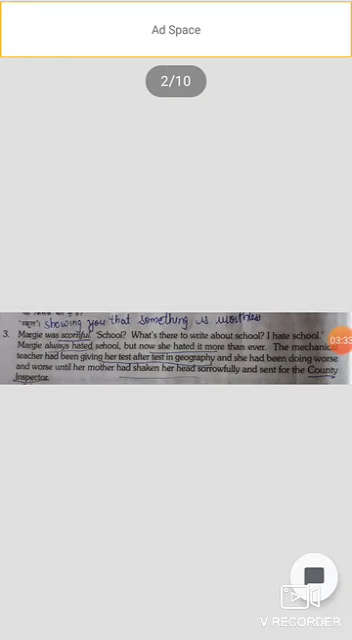 Ad Space
2/10
showing you that something is worthless
3. Margie was scornful. 'School? What's there to write about school? I hate school.'
Margie always hated school, but now she hated it more than ever. The mechanical
03:33
teacher had been giving her test after test in geography and she had been doing worse
and worse until her mother had shaken her head sorrowfully and sent for the County
Inspector.
V RECORDER